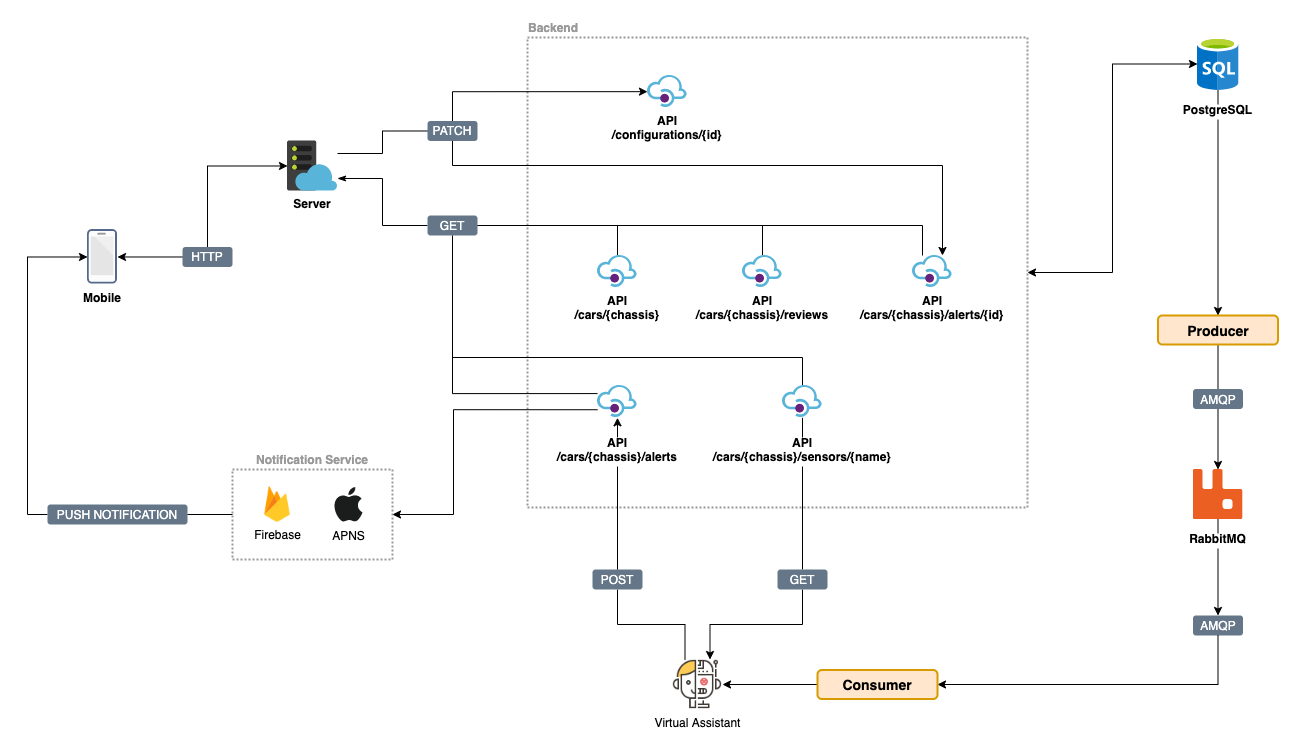 Backend
SQL
PostgreSQL
API
/configurations/{id}
PATCH
Server
GET
HTTP
Mobile
API
/cars/{chassis}
API
/cars/{chassis}/reviews
API
/cars/{chassis}/alerts/{id}
Producer
AMQP
API
/cars/{chassis}/alerts
API
/cars/{chassis}/sensors/{name}
Notification Service
PUSH NOTIFICATION
Firebase
APNS
RabbitMQ
POST
GET
AMQP
Consumer
Virtual Assistant